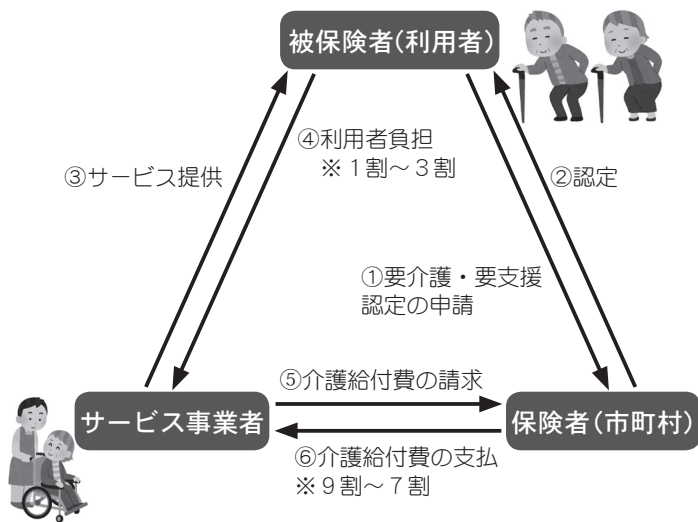 被保険者(利用者)
④利用者負担
※１割～３割
③サービス提供
②認定
①要介護・要支援
認定の申請
⑤介護給付費の請求
サービス事業者
保険者(市町村)
⑥介護給付費の支払
※９割～７割